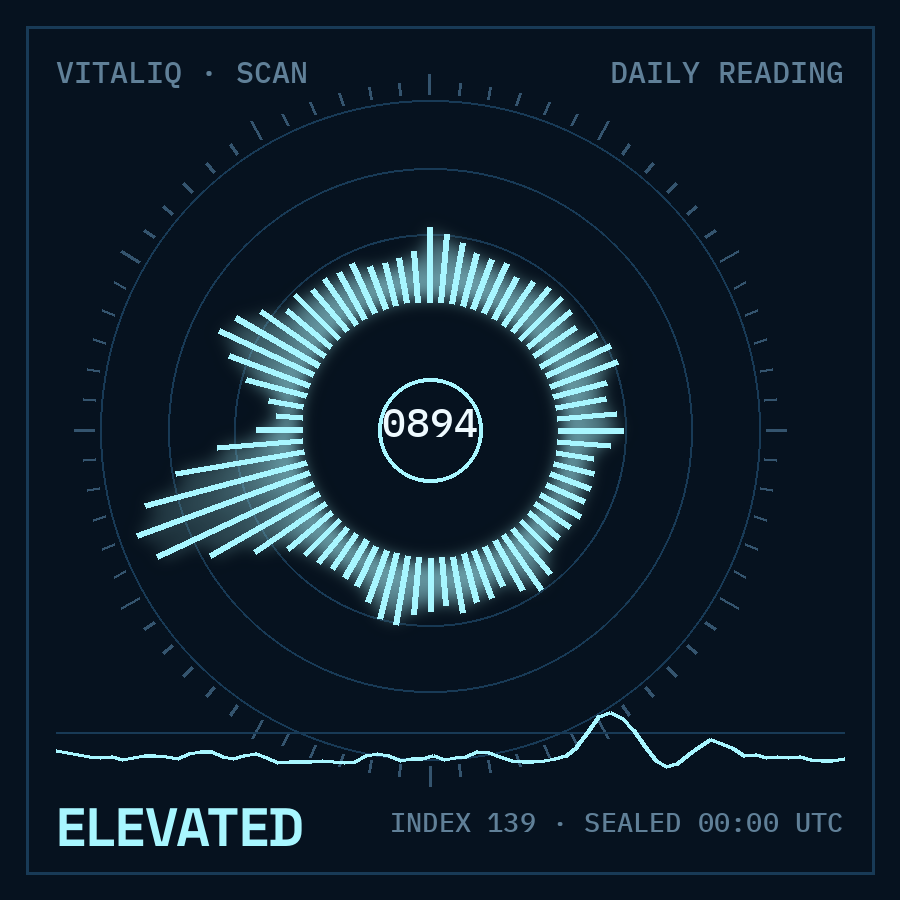 VITALIQ · SCAN
DAILY READING
0894
ELEVATED
INDEX 139 · SEALED 00:00 UTC